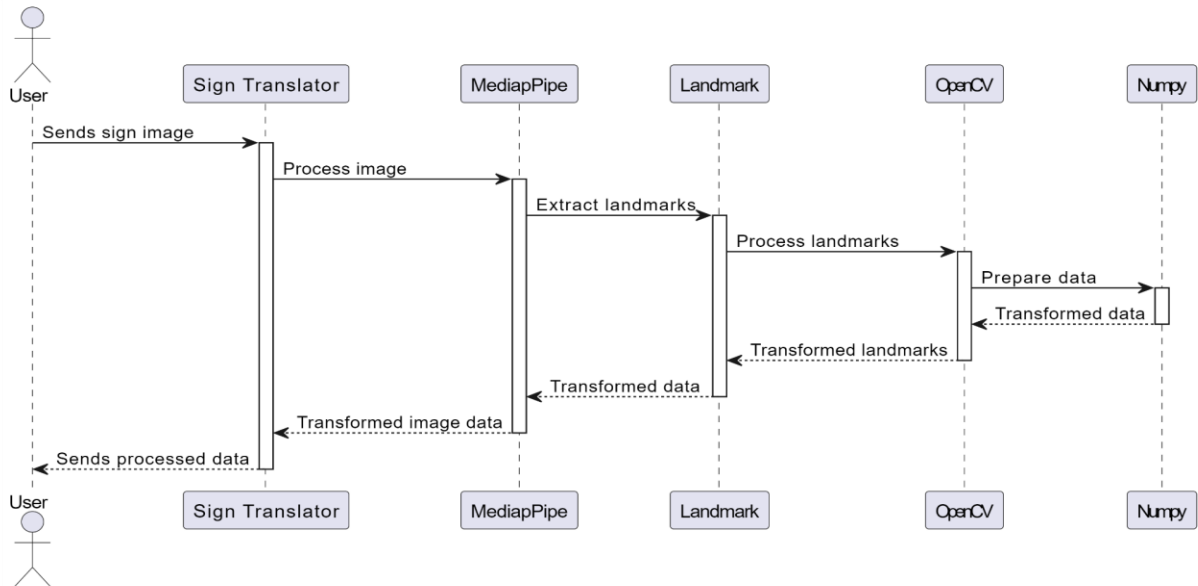 User
Sign Translator
MediapPipe
Landmark
OpenCV
Numpy
Sends sign image
Process image
Extract landmarks
Process landmarks
Prepare data
Transformed data
Transformed landmarks
Transformed data
Transformed image data
Sends processed data
User
Sign Translator
MediapPipe
Landmark
OpenCV
Numpy